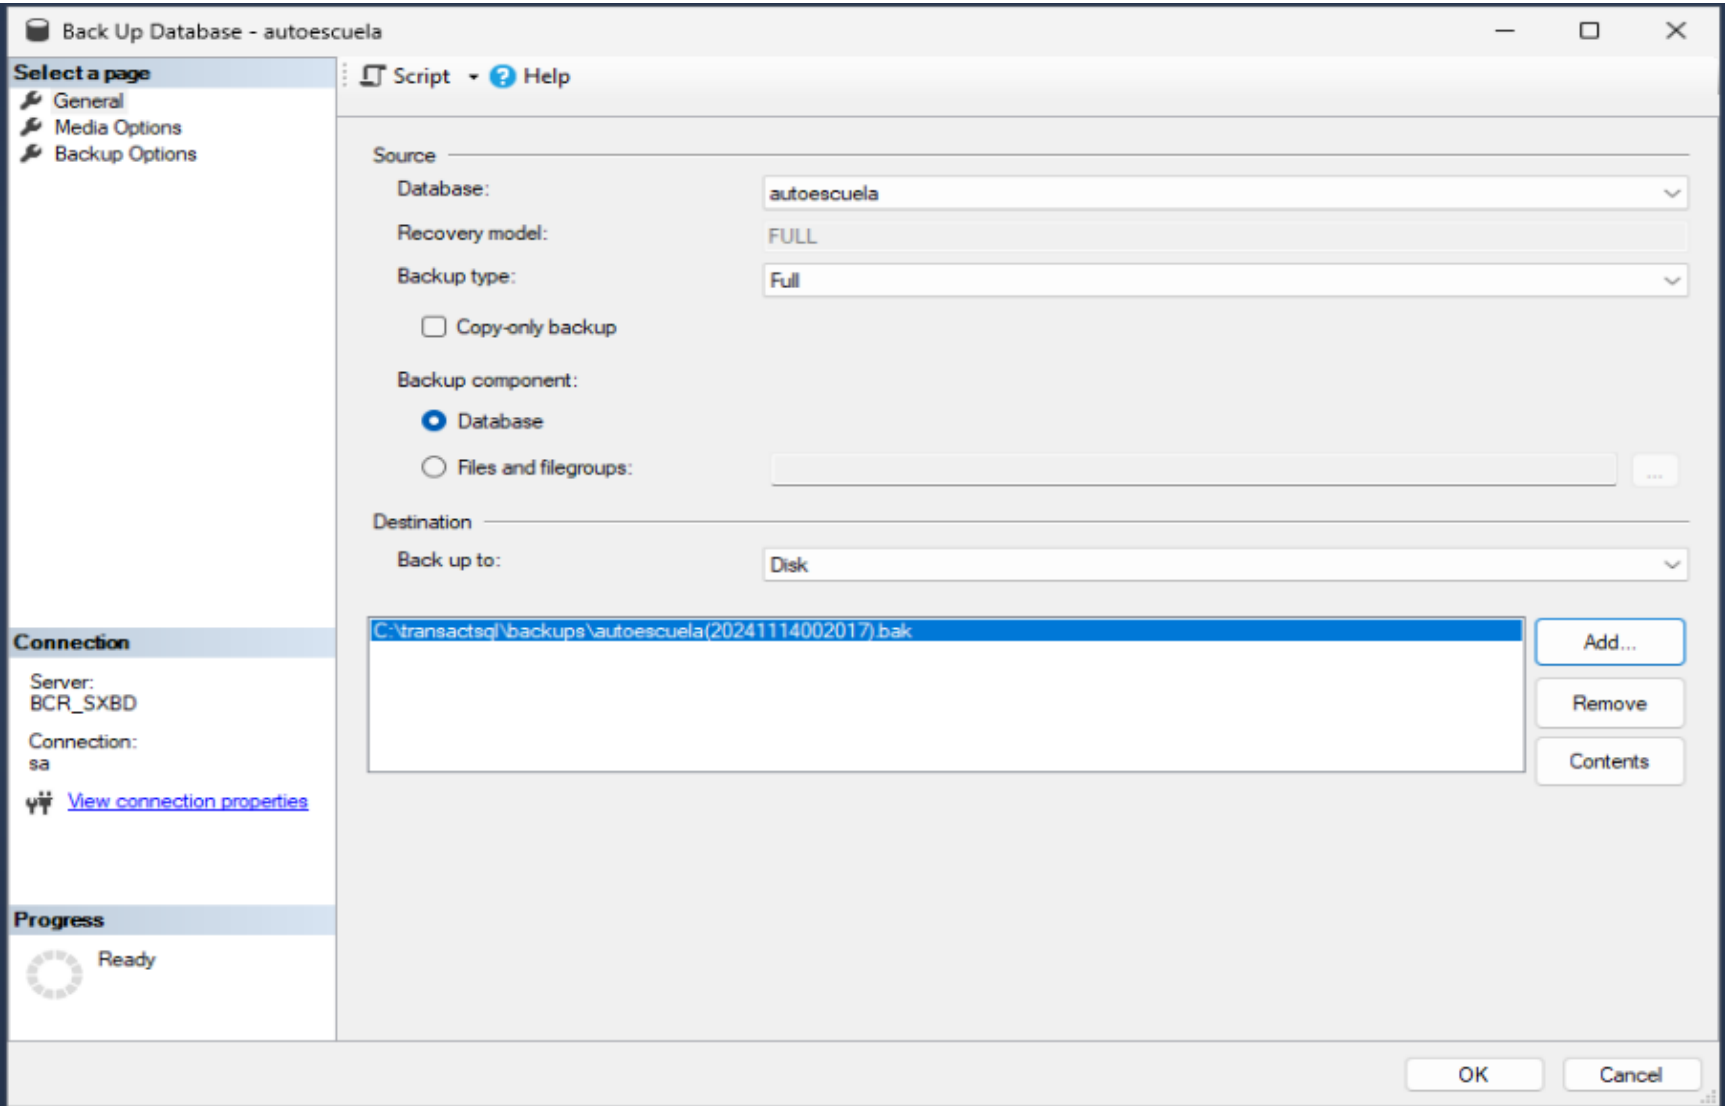 Back Up Database - autoescuela
Select a page
General
Media Options
Backup Options
Script
Help
Source
Database:
autoescuela
Recovery model:
FULL
Backup type:
Full
Copy-only backup
Backup component:
Database
Files and filegroups:
...
Destination
Back up to:
Disk
C:\transactsql\backups\autoescuela(20241114002017).bak
Add...
Remove
Contents
Connection
Server:
BCR_SXBD
Connection:
sa
View connection properties
Progress
Ready
OK
Cancel